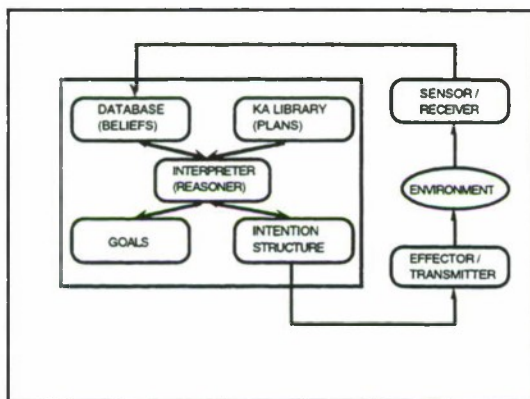 DATABASE
(BELIEFS)
KA LIBRARY
(PLANS)
SENSOR /
RECEIVER
INTERPRETER
(REASONER)
ENVIRONMENT
GOALS
INTENTION
STRUCTURE
EFFECTOR /
TRANSMITTER